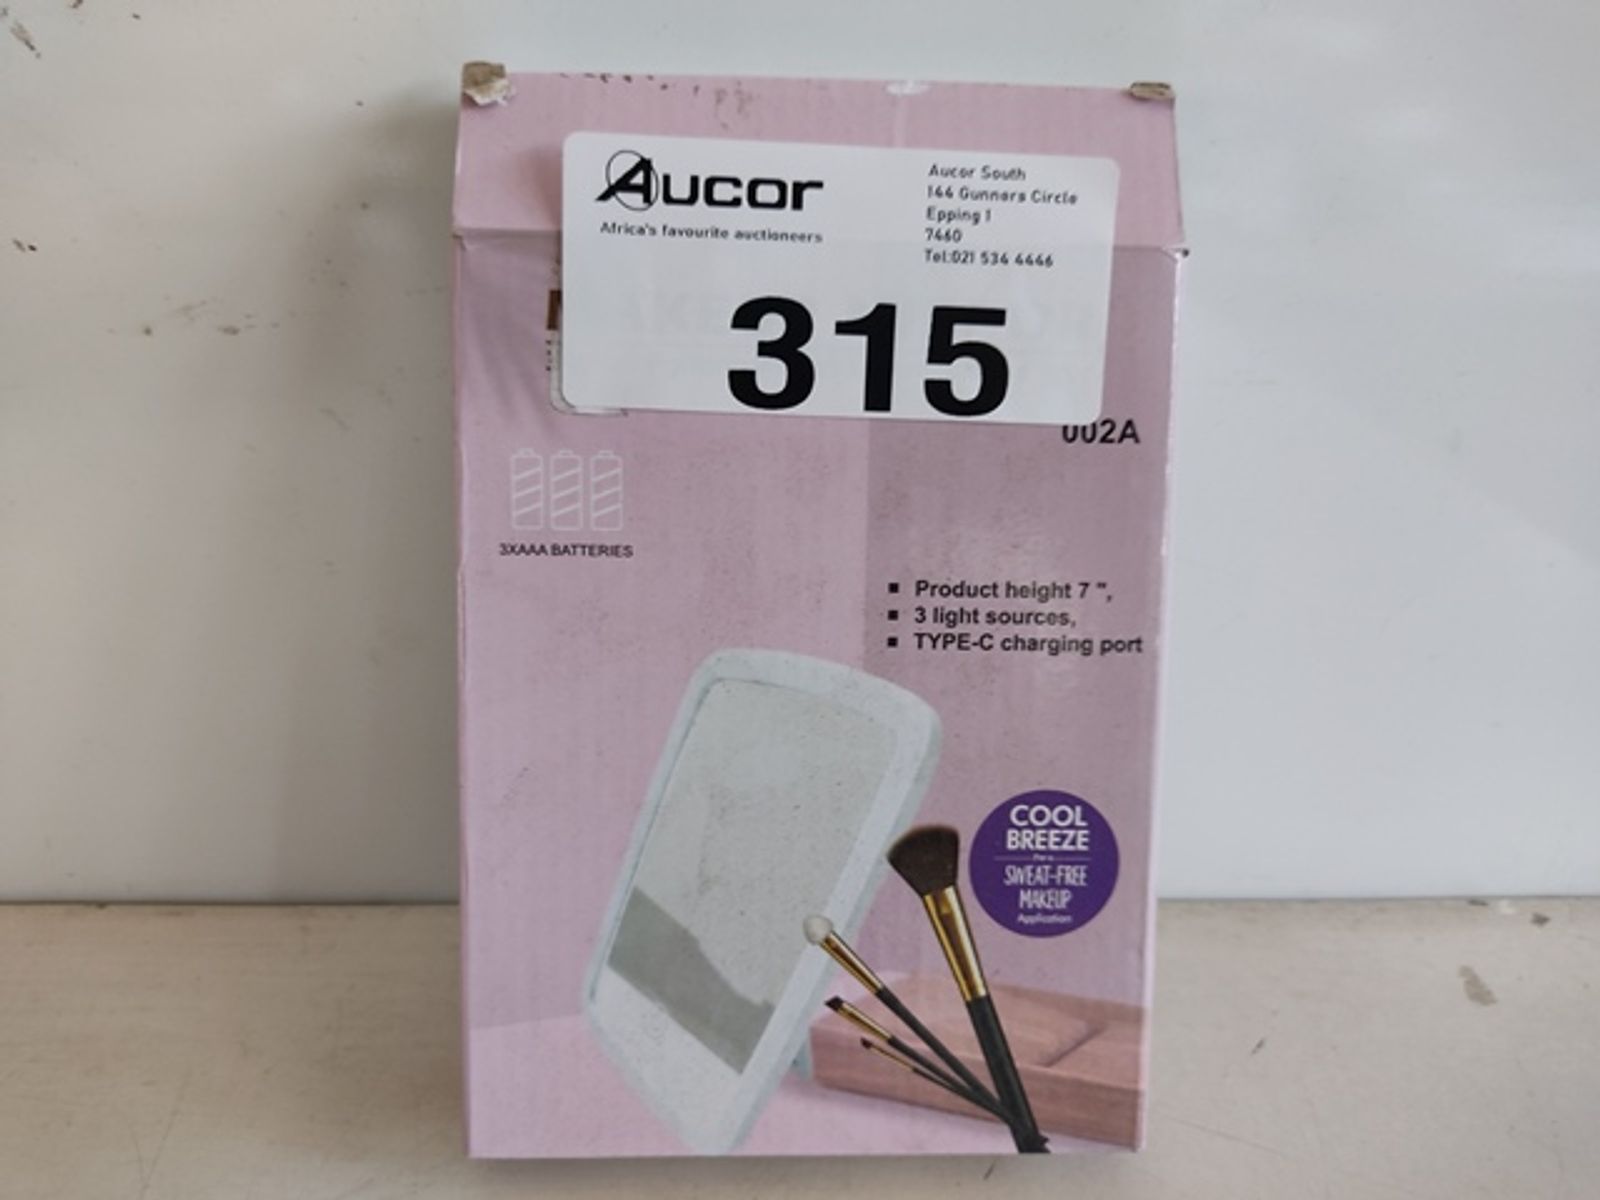 Aucor
Africa's favourite auctioneers
Aucor South
144 Gunners Circle
Epping 1
7460
Tel:021 534 4446
315
002A
3XAAA BATTERIES
Product height 7 ",
3 light sources,
TYPE-C charging port
COOL
BREEZE
For a
SWEAT-FREE
MAKEUP
Application